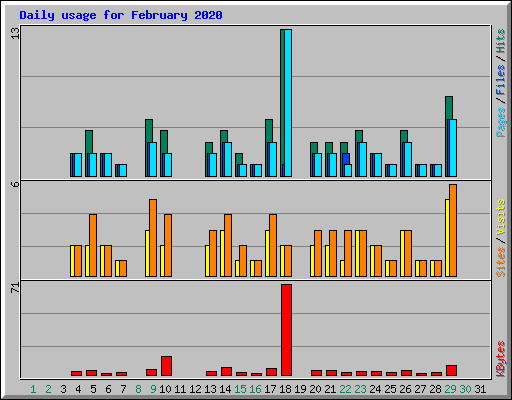 Daily usage for February 2020
13
6
71
Pages/Files/Hits
Sites/Visits
KBytes
1 2 3 4 5 6 7 8 9 10 11 12 13 14 15 16 17 18 19 20 21 22 23 24 25 26 27 28 29 30 31